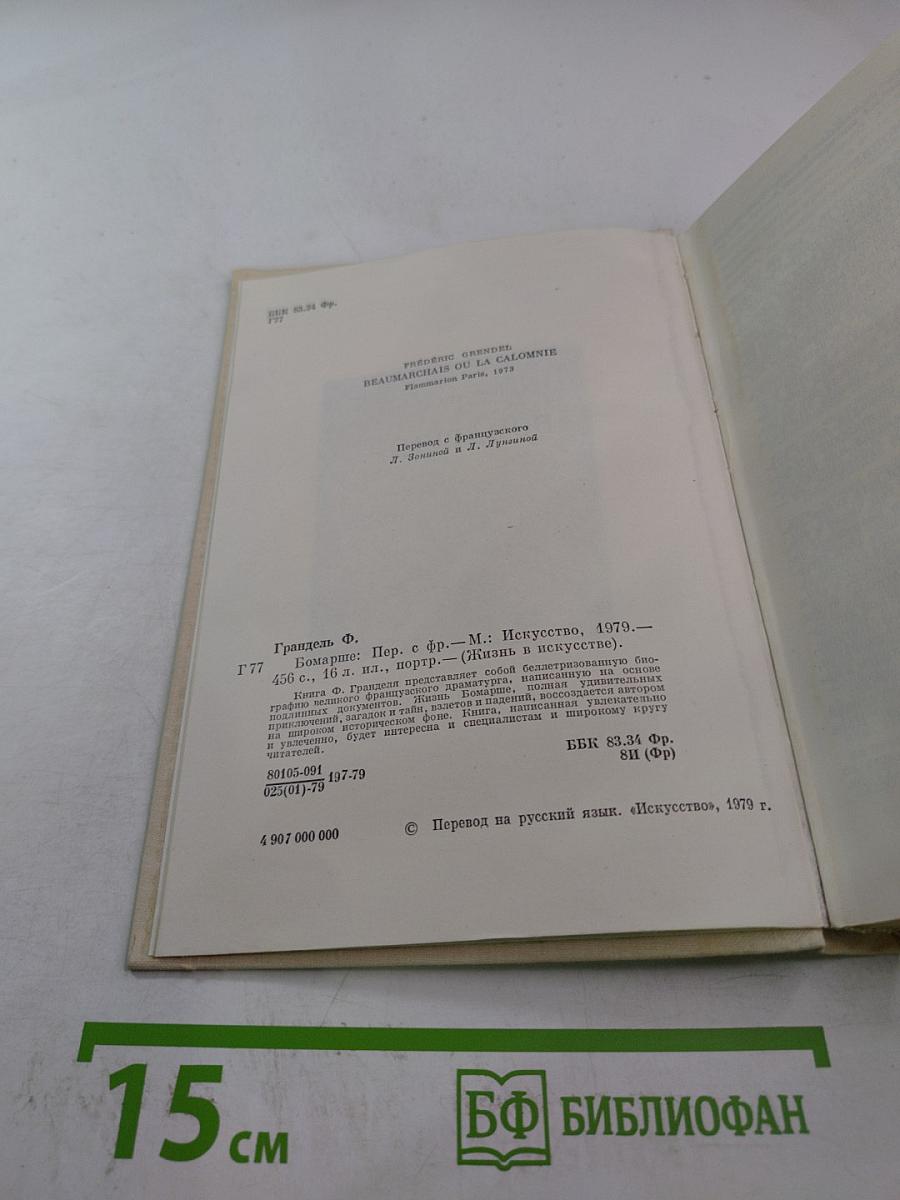 ББК 83.34 Фр.
Г77
FRÉDÉRIC GRENDEL
BEAUMARCHAIS OU LA CALOMNIE
Flammarion Paris, 1973
Перевод с французского
Л. Зониной и Л. Лунгиной
Грандель Ф.
Г 77 Бомарше: Пер. с фр.— М.: Искусство, 1979.—
456 с., 16 л. ил., портр.— (Жизнь в искусстве).
Книга Ф. Гранделя представляет собой беллетризованную био-
графию великого французского драматурга, написанную на основе
подлинных документов. Жизнь Бомарше, полная удивительных
приключений, загадок и тайн, взлетов и падений, воссоздается автором
на широком историческом фоне. Книга, написанная увлекательно
и увлеченно, будет интересна и специалистам и широкому кругу
читателей.
80105-091
025(01)-79 197-79
ББК 83.34 Фр.
8И (Фр)
4 907 000 000
© Перевод на русский язык. «Искусство», 1979 г.
15 см
БФ БИБЛИОФАН